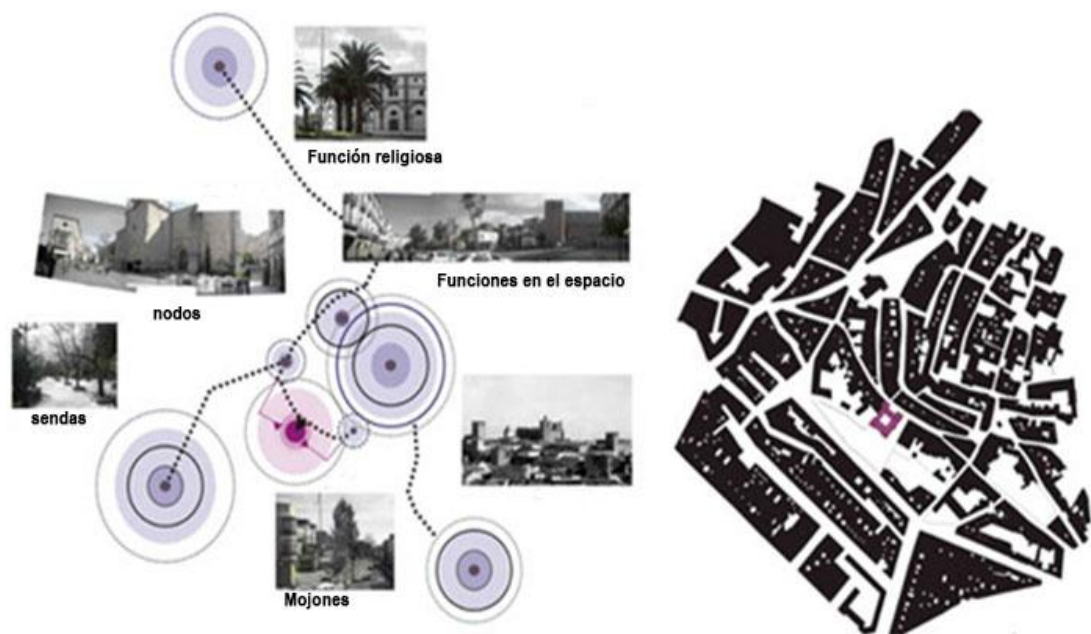 Función religiosa
Funciones en el espacio
nodos
sendas
Mojones